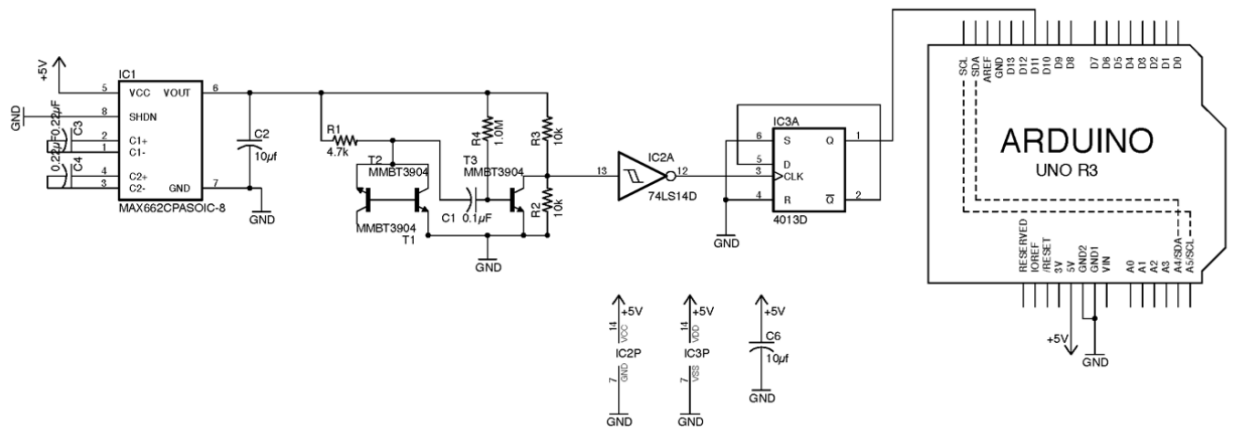 +5V
IC1
5 VCC VOUT 6
8 SHDN
GND
0.22µF
C3
2 C1+
1 C1-
0.22µF
C4
4 C2+
3 C2-
GND 7
MAX662CPASOIC-8
C2
10µf
GND
R1
4.7k
T2
MMBT3904
MMBT3904
T1
C1
0.1µF
T3
MMBT3904
R4
1.0M
R3
10k
R2
10k
GND
13
IC2A
12
74LS14D
IC3A
6 S Q 1
5 D
3 CLK
4 R Q 2
4013D
GND
SCL
SDA
AREF
GND
D13
D12
D11
D10
D9
D8
D7
D6
D5
D4
D3
D2
D1
D0
ARDUINO
UNO R3
RESERVED
IOREF
/RESET
3V
5V
GND2
GND1
VIN
A0
A1
A2
A3
A4/SDA
A5/SCL
+5V
GND
+5V
14
VCC
IC2P
7
GND
GND
+5V
14
VDD
IC3P
7
VSS
GND
+5V
C6
10µf
GND